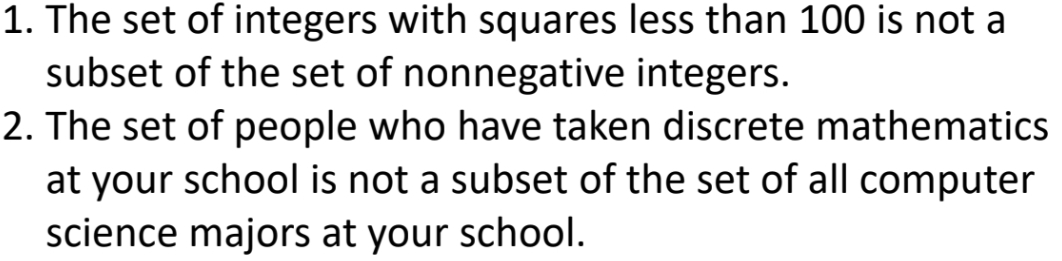 1. The set of integers with squares less than 100 is not a
subset of the set of nonnegative integers.
2. The set of people who have taken discrete mathematics
at your school is not a subset of the set of all computer
science majors at your school.